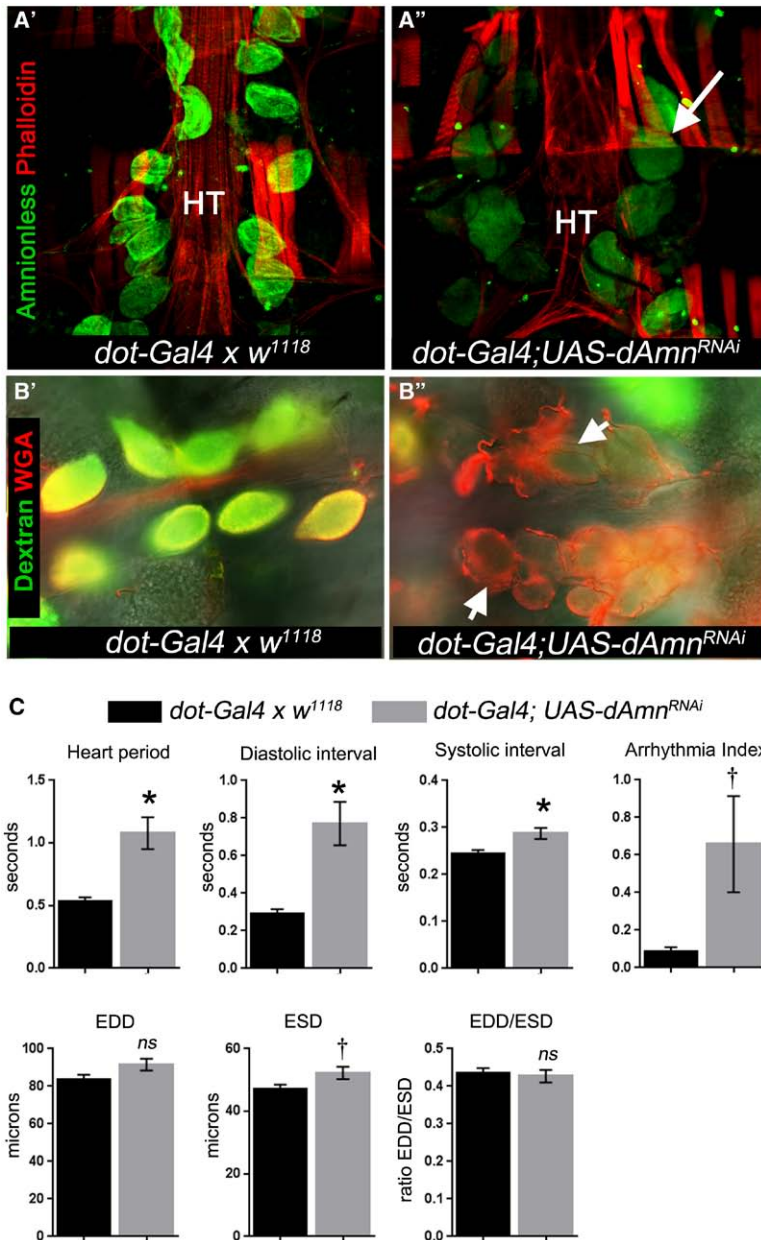 A' A''
Amnionless Phalloidin
HT HT
dot-Gal4 x w1118 dot-Gal4;UAS-dAmnRNAi
B' B''
Dextran WGA
dot-Gal4 x w1118 dot-Gal4;UAS-dAmnRNAi
C dot-Gal4 x w1118 dot-Gal4; UAS-dAmnRNAi
Heart period
seconds
1.5
1.0
0.5
0.0
*
Diastolic interval
seconds
1.0
0.8
0.6
0.4
0.2
0.0
*
Systolic interval
seconds
0.4
0.3
0.2
0.1
0.0
*
Arrhythmia Index
1.0
0.8
0.6
0.4
0.2
0.0
†
EDD
microns
100
80
60
40
20
0
ns
ESD
microns
60
40
20
0
†
EDD/ESD
ratio EDD/ESD
0.5
0.4
0.3
0.2
0.1
0.0
ns